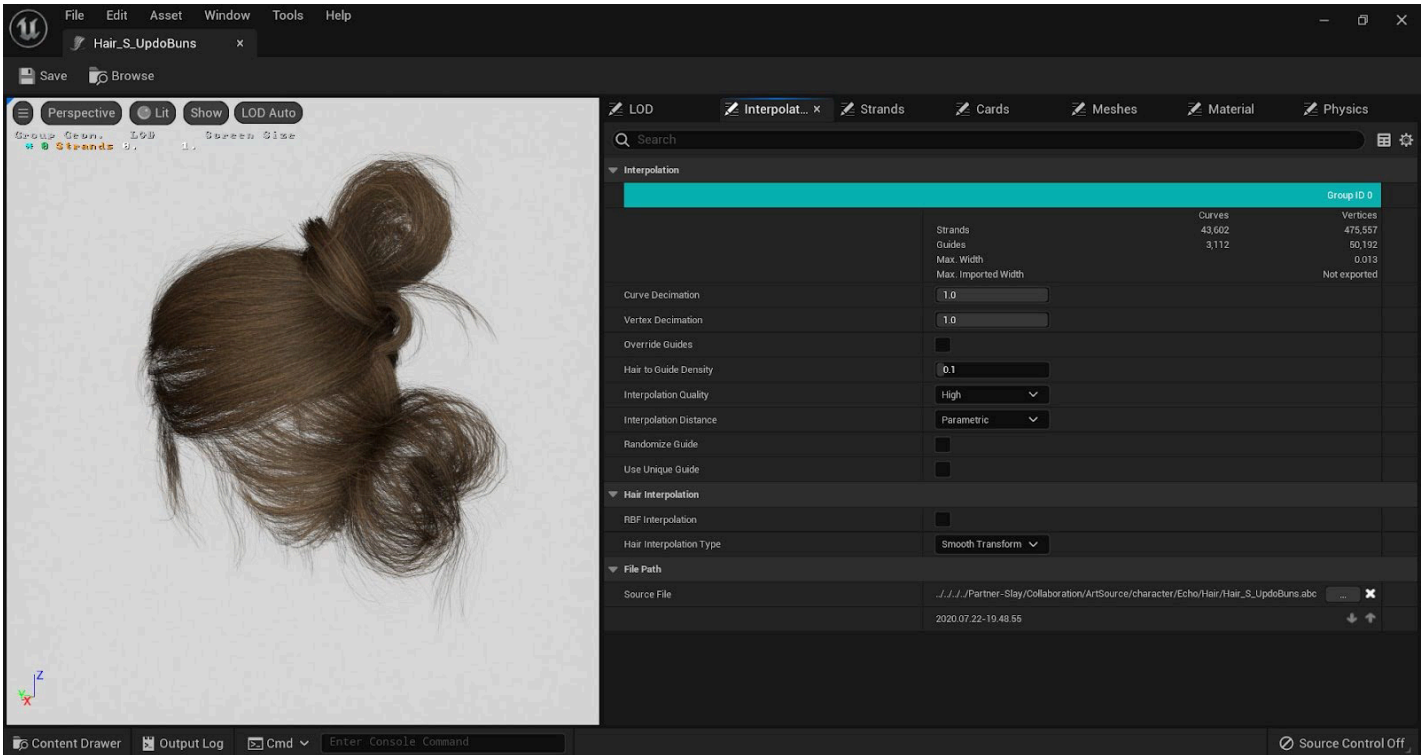 File Edit Asset Window Tools Help
Hair_S_UpdoBuns ×
Save Browse
Perspective Lit Show LOD Auto
Group Geom. LOD Screen Size
* 0 Strands 0. 1.
Z
Y
X
LOD Interpolat... × Strands Cards Meshes Material Physics
Search
Interpolation
Group ID 0
Curves Vertices
Strands 43,602 475,557
Guides 3,112 50,192
Max. Width 0.013
Max. Imported Width Not exported
Curve Decimation 1.0
Vertex Decimation 1.0
Override Guides
Hair to Guide Density 0.1
Interpolation Quality High
Interpolation Distance Parametric
Randomize Guide
Use Unique Guide
Hair Interpolation
RBF Interpolation
Hair Interpolation Type Smooth Transform
File Path
Source File ../../../../Partner-Slay/Collaboration/ArtSource/character/Echo/Hair/Hair_S_UpdoBuns.abc ...
2020.07.22-19.48.55
Content Drawer Output Log Cmd Enter Console Command Source Control Off